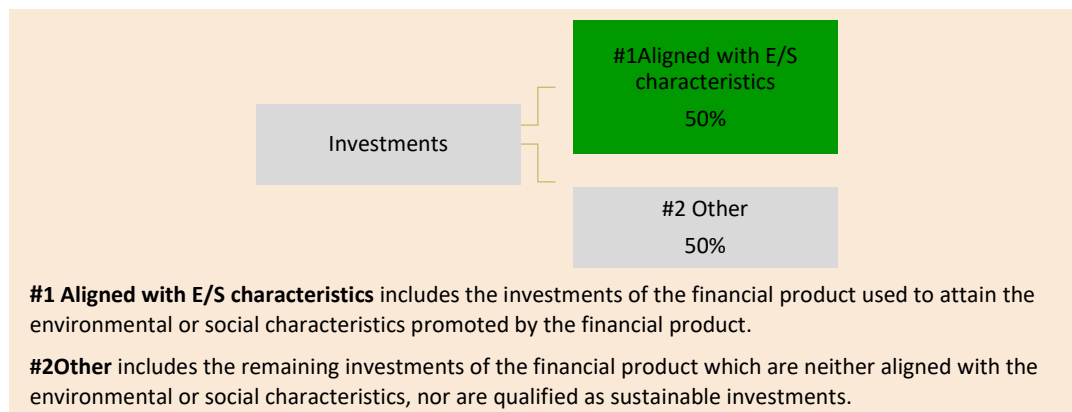 #1Aligned with E/S
characteristics
50%
Investments
#2 Other
50%
#1 Aligned with E/S characteristics includes the investments of the financial product used to attain the
environmental or social characteristics promoted by the financial product.
#2Other includes the remaining investments of the financial product which are neither aligned with the
environmental or social characteristics, nor are qualified as sustainable investments.